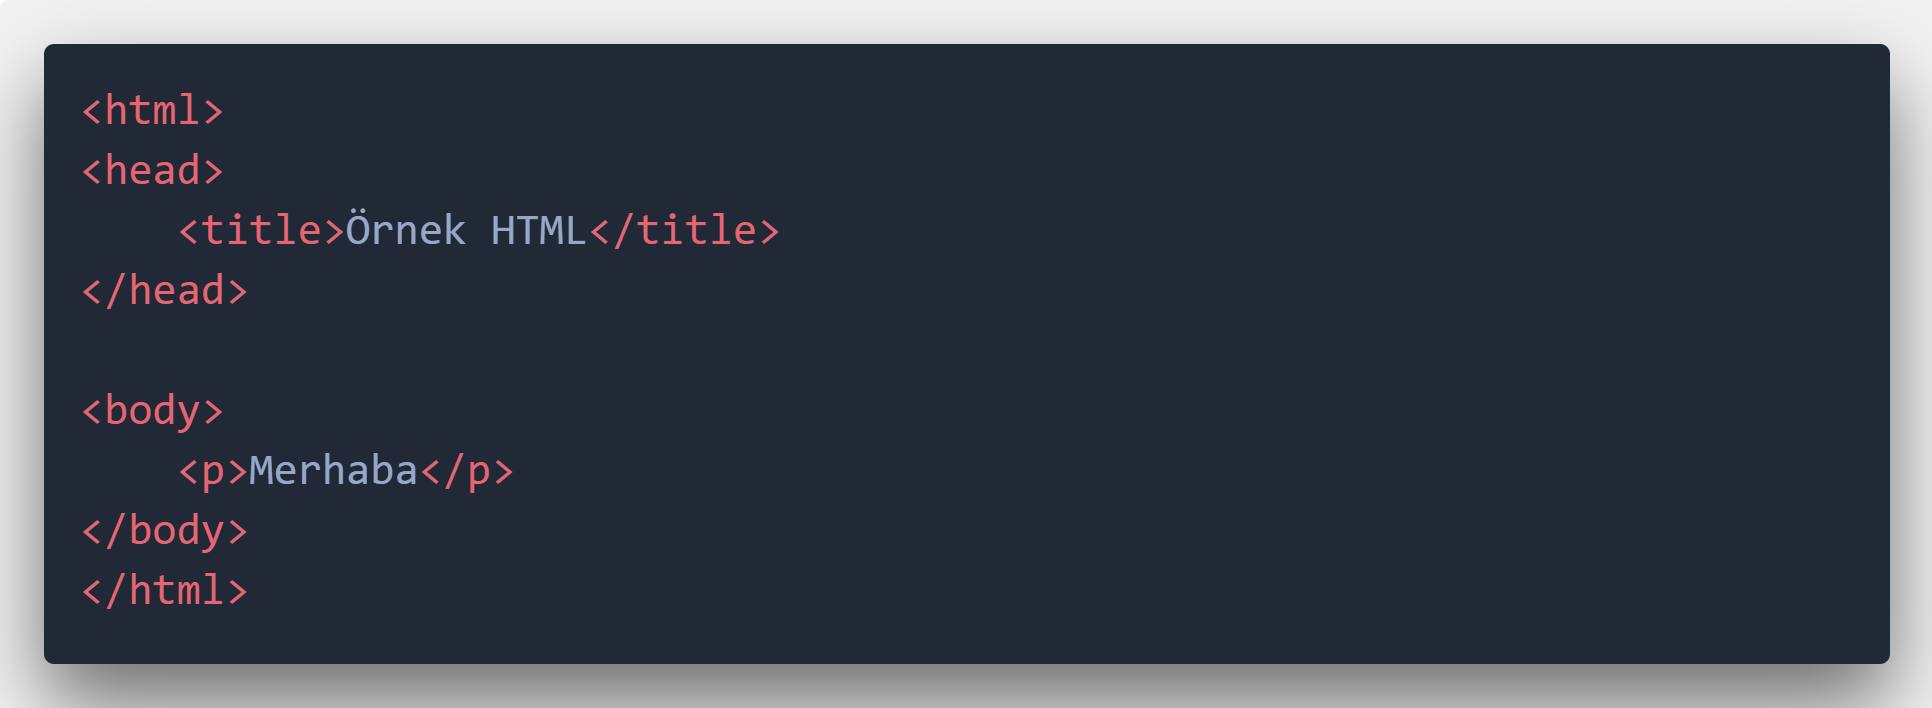 <html>
<head>
    <title>Örnek HTML</title>
</head>

<body>
    <p>Merhaba</p>
</body>
</html>